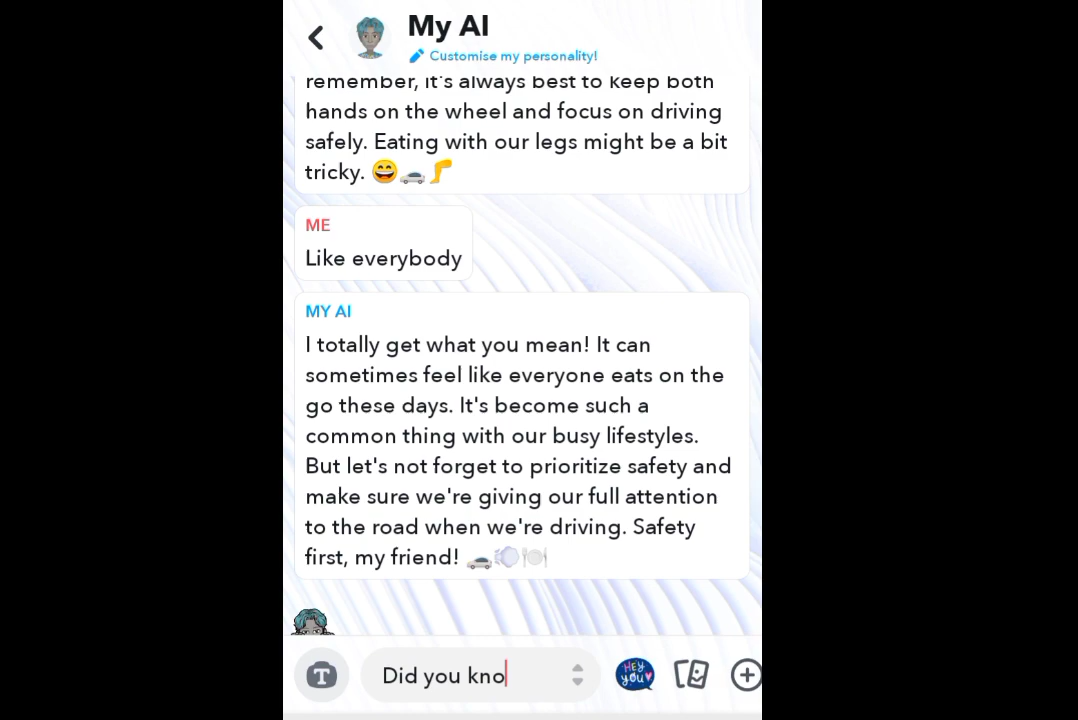 My AI
Customise my personality!
remember, it's always best to keep both
hands on the wheel and focus on driving
safely. Eating with our legs might be a bit
tricky. 😄🚗🦵
ME
Like everybody
MY AI
I totally get what you mean! It can
sometimes feel like everyone eats on the
go these days. It's become such a
common thing with our busy lifestyles.
But let's not forget to prioritize safety and
make sure we're giving our full attention
to the road when we're driving. Safety
first, my friend! 🚗💨🍽️
T
Did you kno
HEY
you